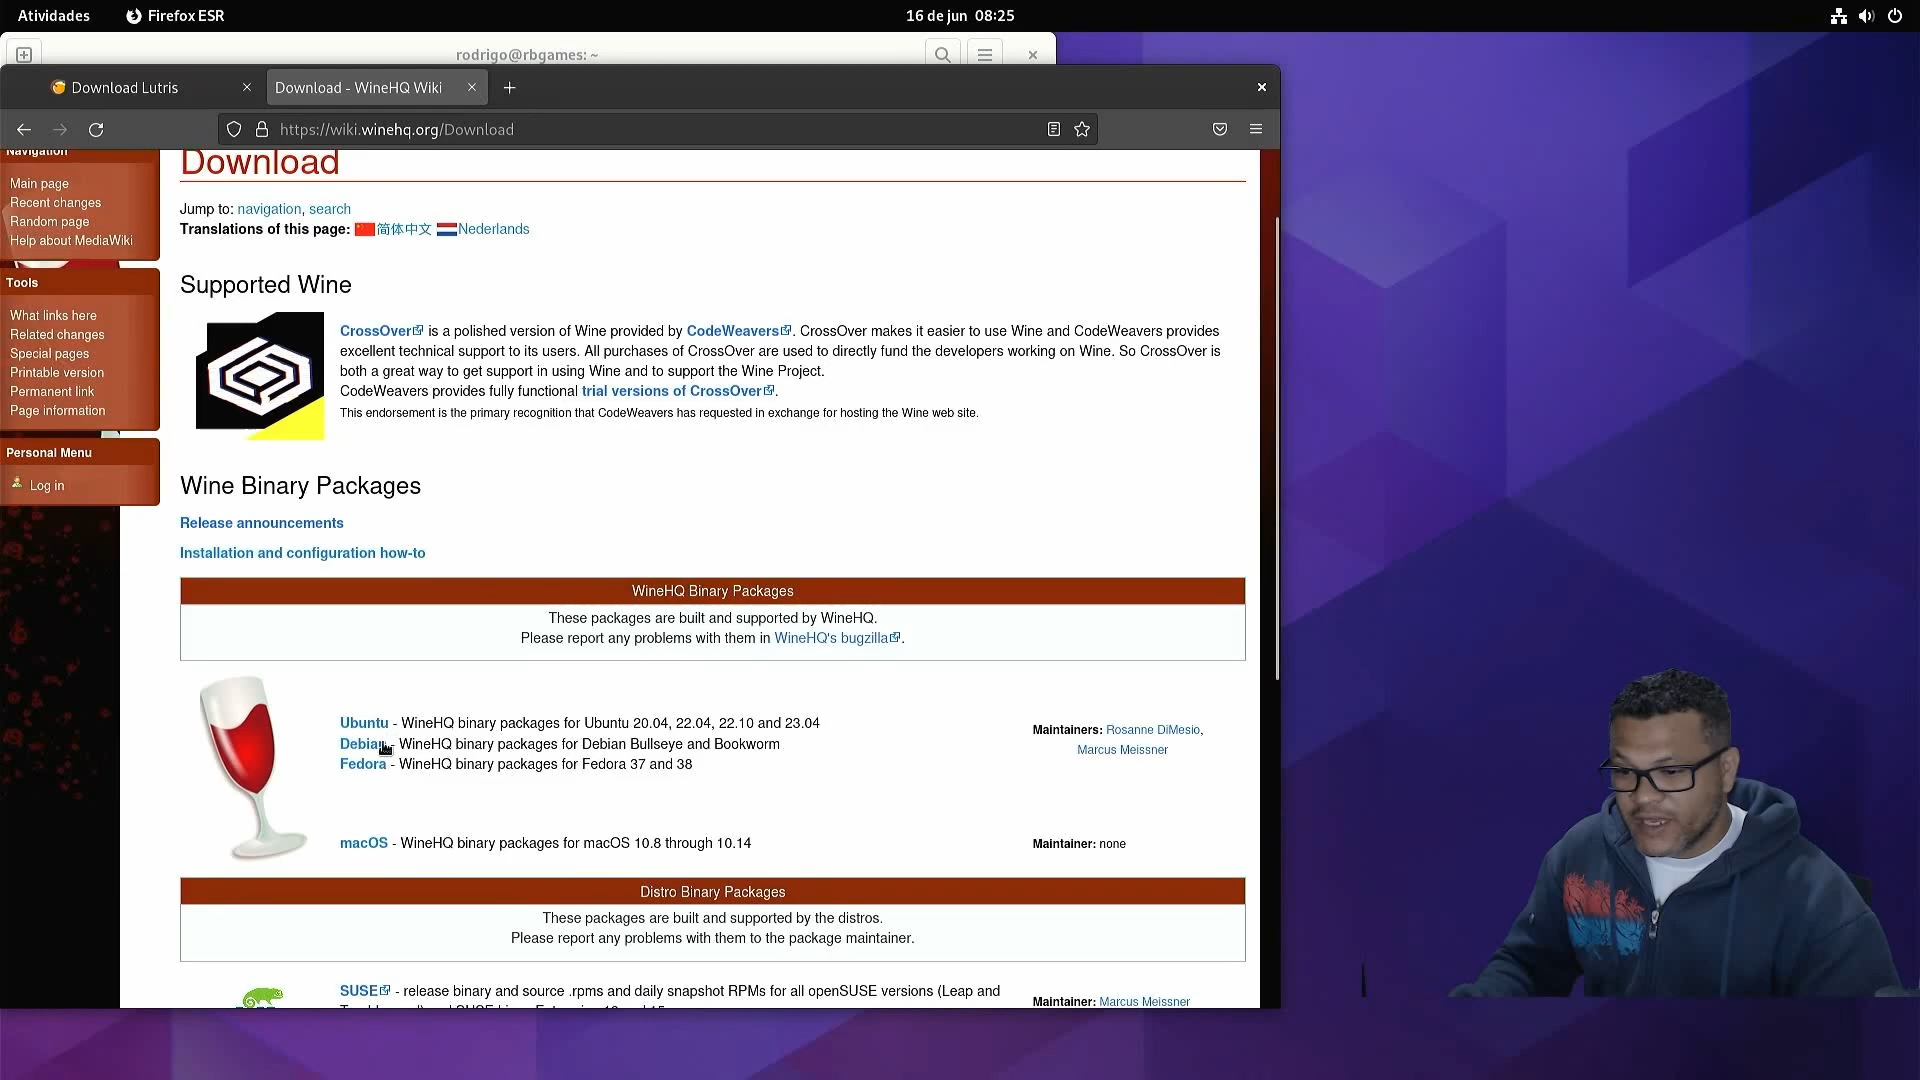 Atividades
Firefox ESR
16 de jun 08:25
rodrigo@rbgames: ~
Download Lutris
Download - WineHQ Wiki
https://wiki.winehq.org/Download
Navigation
Main page
Recent changes
Random page
Help about MediaWiki
Tools
What links here
Related changes
Special pages
Printable version
Permanent link
Page information
Personal Menu
Log in
Download
Jump to: navigation, search
Translations of this page: 简体中文 Nederlands
Supported Wine
CrossOver is a polished version of Wine provided by CodeWeavers. CrossOver makes it easier to use Wine and CodeWeavers provides
excellent technical support to its users. All purchases of CrossOver are used to directly fund the developers working on Wine. So CrossOver is
both a great way to get support in using Wine and to support the Wine Project.
CodeWeavers provides fully functional trial versions of CrossOver.
This endorsement is the primary recognition that CodeWeavers has requested in exchange for hosting the Wine web site.
Wine Binary Packages
Release announcements
Installation and configuration how-to
WineHQ Binary Packages
These packages are built and supported by WineHQ.
Please report any problems with them in WineHQ's bugzilla.
Ubuntu - WineHQ binary packages for Ubuntu 20.04, 22.04, 22.10 and 23.04
Debian - WineHQ binary packages for Debian Bullseye and Bookworm
Fedora - WineHQ binary packages for Fedora 37 and 38
Maintainers: Rosanne DiMesio,
Marcus Meissner
macOS - WineHQ binary packages for macOS 10.8 through 10.14
Maintainer: none
Distro Binary Packages
These packages are built and supported by the distros.
Please report any problems with them to the package maintainer.
SUSE - release binary and source .rpms and daily snapshot RPMs for all openSUSE versions (Leap and
Maintainer: Marcus Meissner